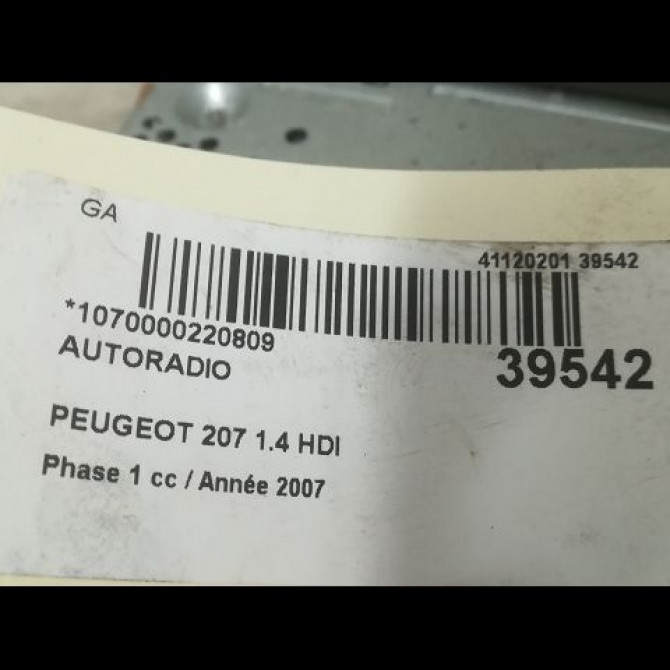 GA
41120201 39542
*1070000220809
39542
AUTORADIO
PEUGEOT 207 1.4 HDI
Phase 1 cc / Année 2007